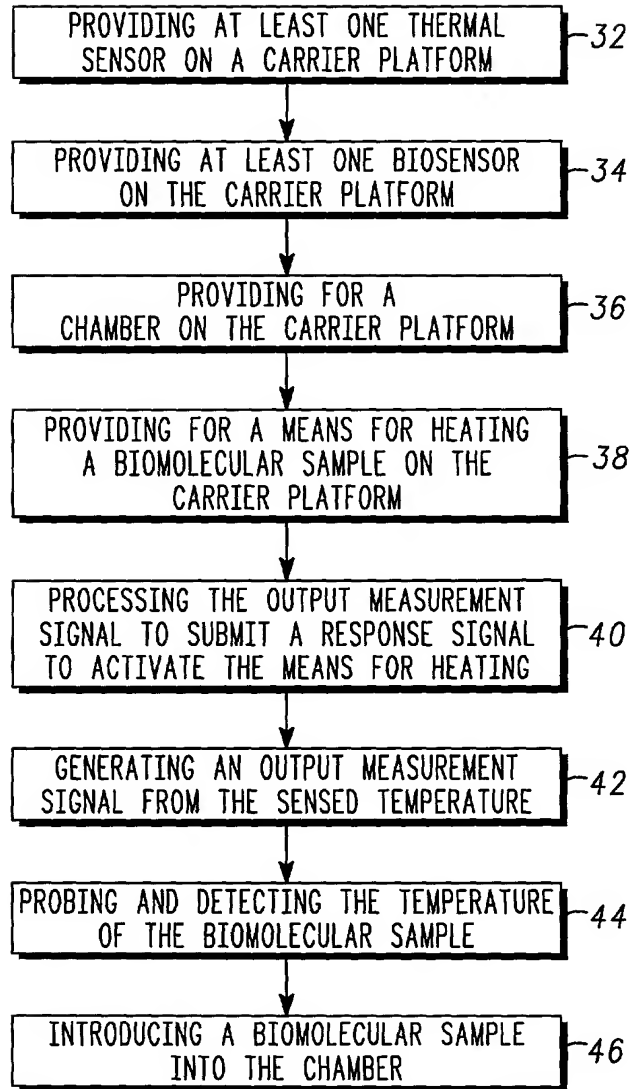 PROVIDING AT LEAST ONE THERMAL
SENSOR ON A CARRIER PLATFORM
32
PROVIDING AT LEAST ONE BIOSENSOR
ON THE CARRIER PLATFORM
34
PROVIDING FOR A
CHAMBER ON THE CARRIER PLATFORM
36
PROVIDING FOR A MEANS FOR HEATING
A BIOMOLECULAR SAMPLE ON THE
CARRIER PLATFORM
38
PROCESSING THE OUTPUT MEASUREMENT
SIGNAL TO SUBMIT A RESPONSE SIGNAL
TO ACTIVATE THE MEANS FOR HEATING
40
GENERATING AN OUTPUT MEASUREMENT
SIGNAL FROM THE SENSED TEMPERATURE
42
PROBING AND DETECTING THE TEMPERATURE
OF THE BIOMOLECULAR SAMPLE
44
INTRODUCING A BIOMOLECULAR SAMPLE
INTO THE CHAMBER
46